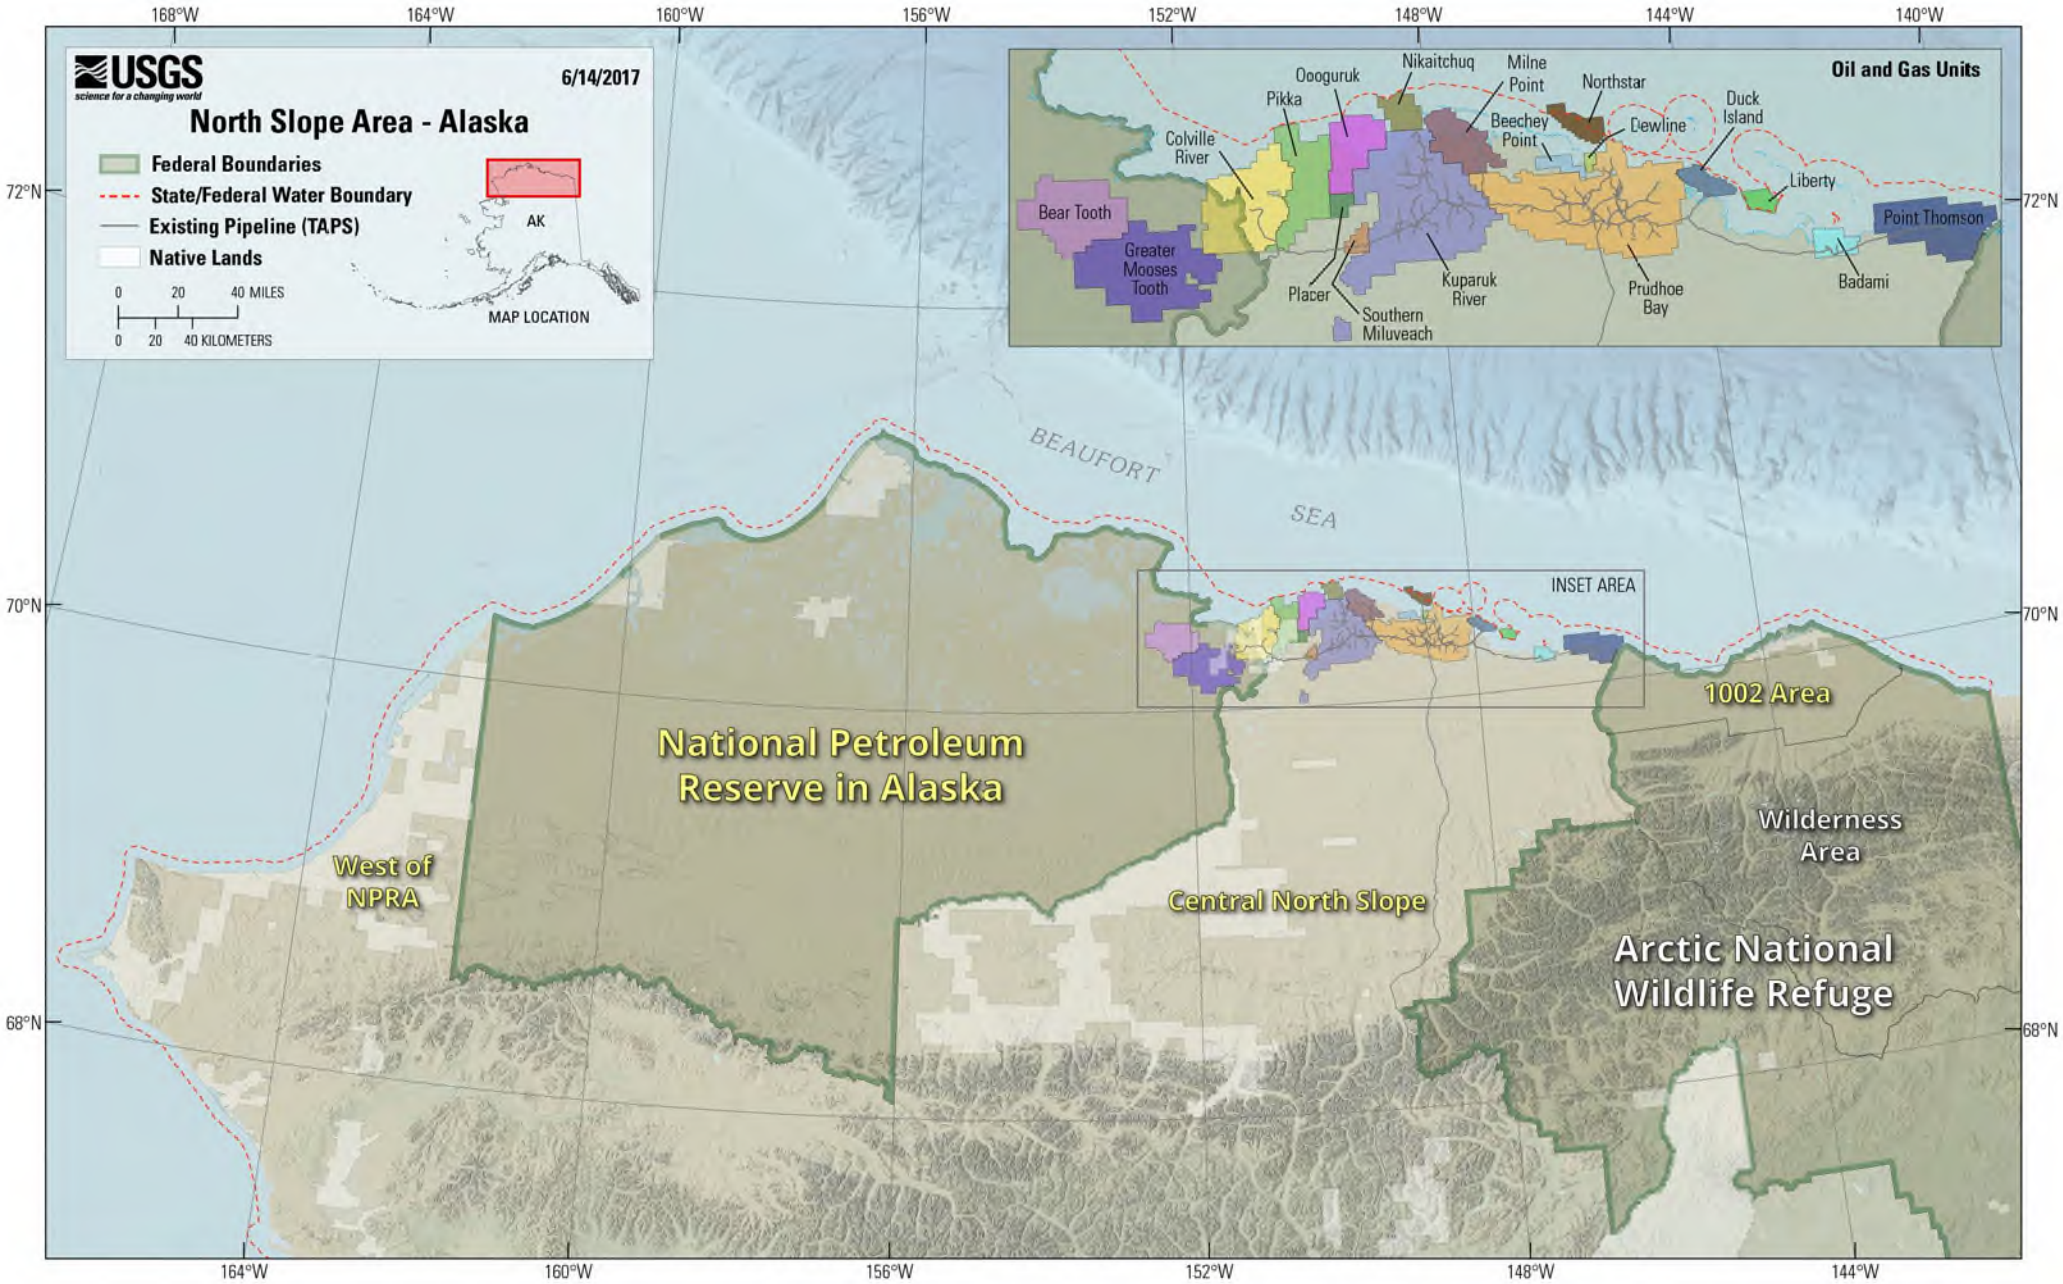 168°W 164°W 160°W 156°W 152°W 148°W 144°W 140°W
USGS
science for a changing world
6/14/2017
North Slope Area - Alaska
Federal Boundaries
State/Federal Water Boundary
Existing Pipeline (TAPS)
Native Lands
0 20 40 MILES
0 20 40 KILOMETERS
AK
MAP LOCATION
Oil and Gas Units
Nikaitchuq
Milne
Point
Oooguruk
Northstar
Pikka
Duck
Island
Beechey
Point
Dewline
Colville
River
Liberty
Bear Tooth
Point Thomson
Greater
Mooses
Tooth
Placer
Kuparuk
River
Prudhoe
Bay
Badami
Southern
Miluveach
72°N
72°N
BEAUFORT
SEA
INSET AREA
70°N
70°N
1002 Area
National Petroleum
Reserve in Alaska
Wilderness
Area
West of
NPRA
Central North Slope
Arctic National
Wildlife Refuge
68°N
68°N
164°W 160°W 156°W 152°W 148°W 144°W